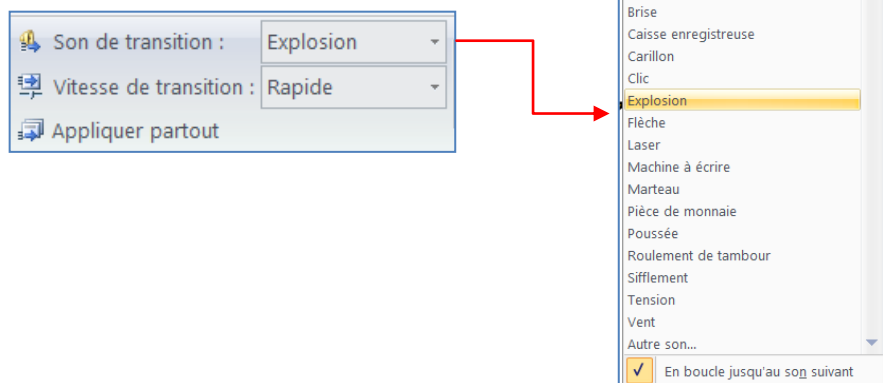 Son de transition : Explosion
Vitesse de transition : Rapide
Appliquer partout
Brise
Caisse enregistreuse
Carillon
Clic
Explosion
Flèche
Laser
Machine à écrire
Marteau
Pièce de monnaie
Poussée
Roulement de tambour
Sifflement
Tension
Vent
Autre son...
En boucle jusqu'au son suivant